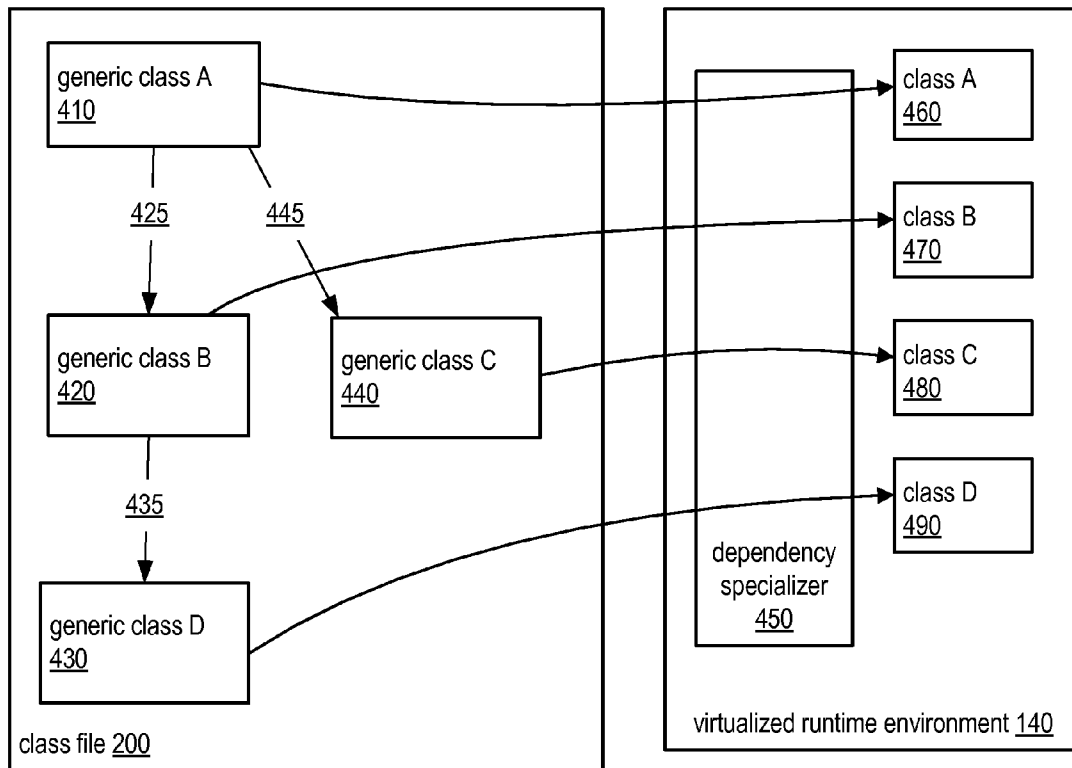 generic class A
410
425
445
generic class B
420
generic class C
440
435
generic class D
430
class file 200
class A
460
class B
470
class C
480
class D
490
dependency
specializer
450
virtualized runtime environment 140